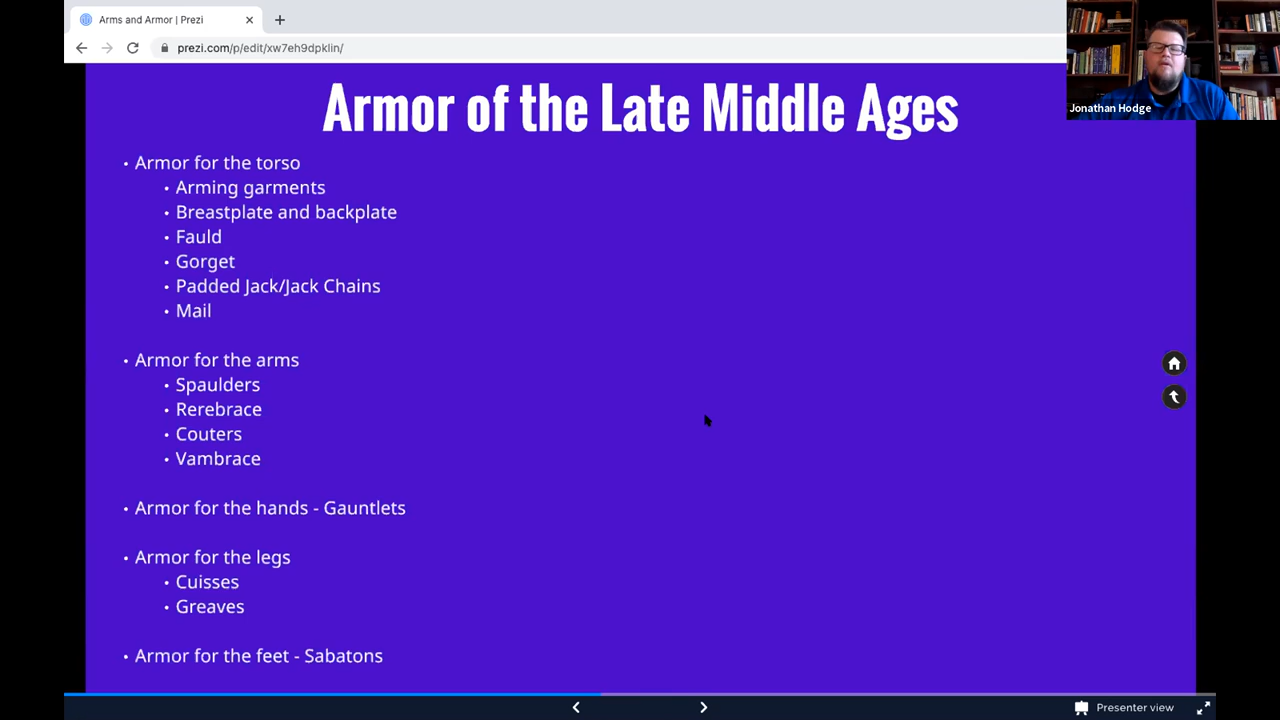 Arms and Armor | Prezi
prezi.com/p/edit/xw7eh9dpklin/
Jonathan Hodge
Armor of the Late Middle Ages
• Armor for the torso
• Arming garments
• Breastplate and backplate
• Fauld
• Gorget
• Padded Jack/Jack Chains
• Mail
• Armor for the arms
• Spaulders
• Rerebrace
• Couters
• Vambrace
• Armor for the hands - Gauntlets
• Armor for the legs
• Cuisses
• Greaves
• Armor for the feet - Sabatons
Presenter view